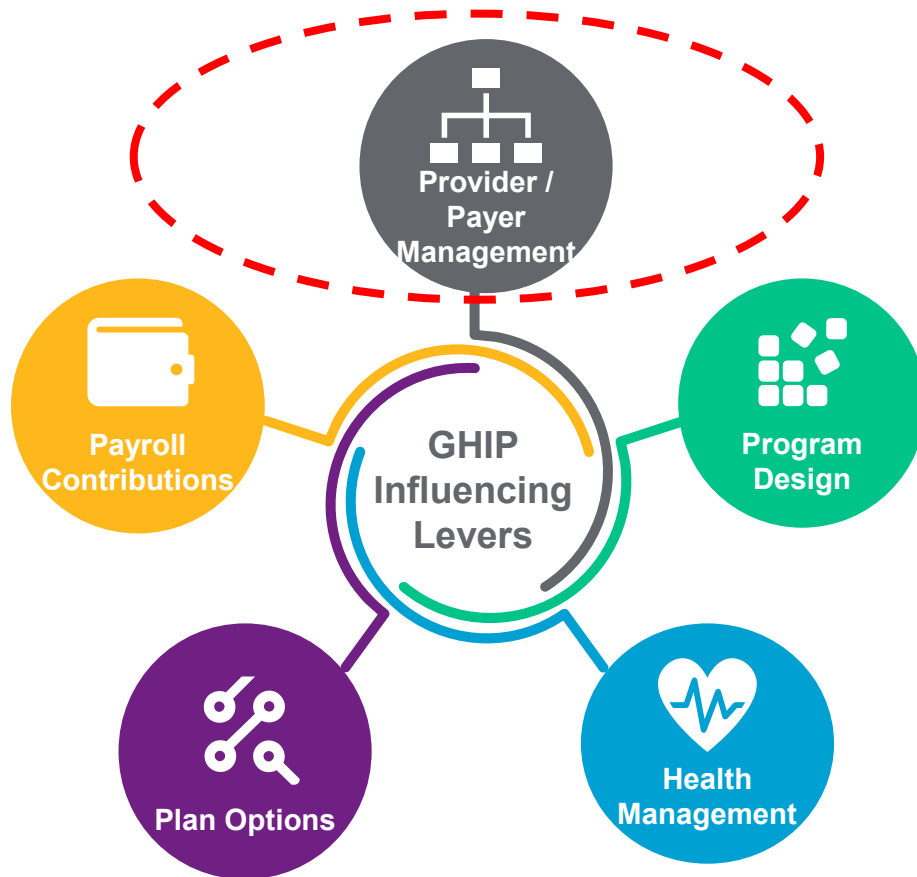 Provider /
Payer
Management
Payroll
Contributions
GHIP
Influencing
Levers
Program
Design
Plan Options
Health
Management